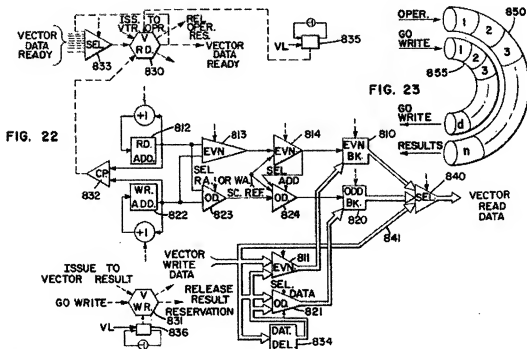 ISS. TO
VTR. OPR.
REL
OPER.
RES.
VECTOR
DATA
READY
SEL
833
V
RD.
830
VECTOR
DATA
READY
VL
835
OPER.
1
2
3
850
GO
WRITE
1
2
3
855
FIG. 23
GO
WRITE
d
RESULTS
n
FIG. 22
+1
812
RD.
ADD.
813
EVN
814
EVN
810
EVN
BK.
CP
832
SEL
RA. OR WA.
SEL
ADD
WR.
ADD.
822
OD.
823
SC. REF.
OD.
824
ODD
BK.
820
SEL
840
VECTOR
READ
DATA
841
+1
VECTOR
WRITE
DATA
811
EVN
SEL. DATA
OD.
821
ISSUE TO
VECTOR RESULT
GO WRITE
V
WR.
831
RELEASE
RESULT
RESERVATION
VL
836
DAT.
DEL.
834